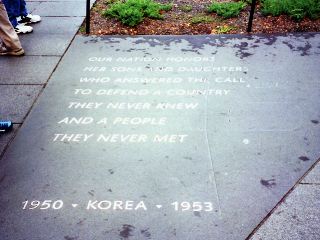 OUR NATION HONORS
HER SONS AND DAUGHTERS
WHO ANSWERED THE CALL
TO DEFEND A COUNTRY
THEY NEVER KNEW
AND A PEOPLE
THEY NEVER MET
1950 • KOREA • 1953